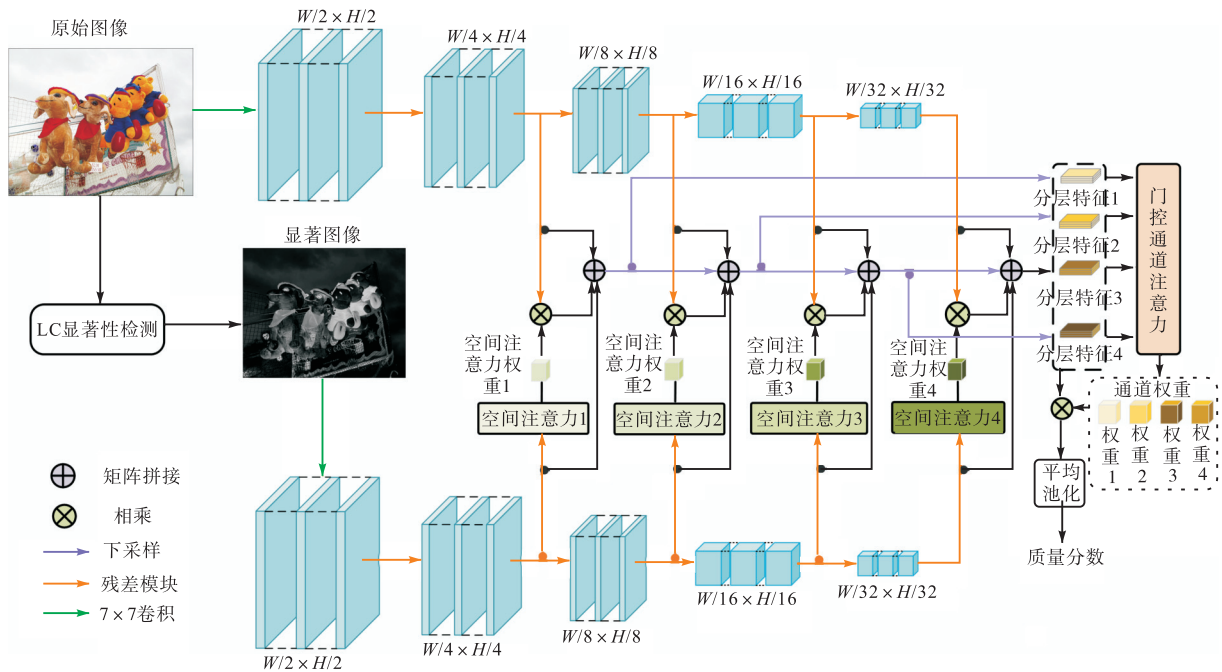 原始图像
W/2×H/2
W/4×H/4
W/8×H/8
W/16×H/16
W/32×H/32
显著图像
LC显著性检测
空间注
意力权
重1
空间注
意力权
重2
空间注
意力权
重3
空间注
意力权
重4
空间注意力1
空间注意力2
空间注意力3
空间注意力4
分层特征1
分层特征2
分层特征3
分层特征4
门控通道注意力
通道权重
权重1
权重2
权重3
权重4
平均
池化
质量分数
矩阵拼接
相乘
下采样
残差模块
7×7卷积
W/2×H/2
W/4×H/4
W/8×H/8
W/16×H/16
W/32×H/32